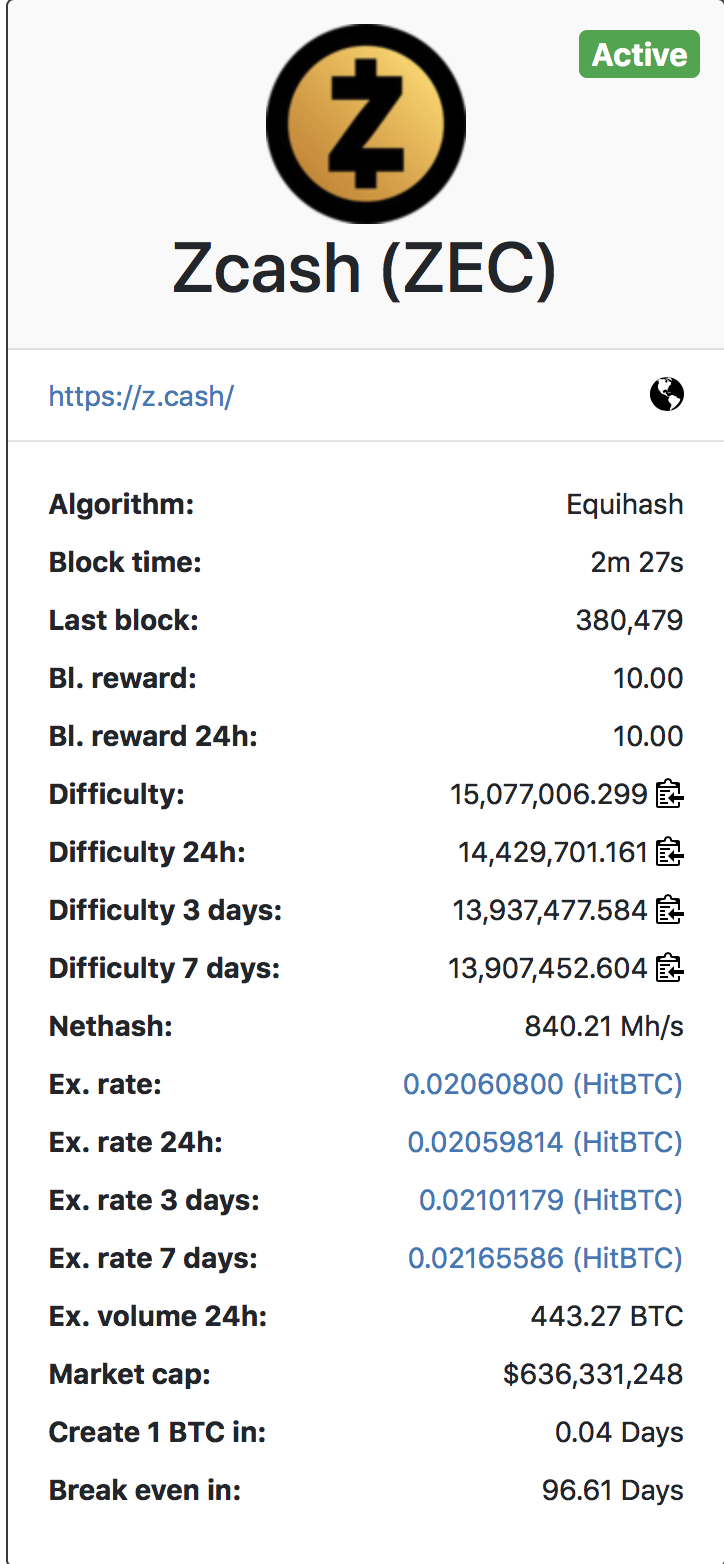 Active
Zcash (ZEC)
https://z.cash/
Algorithm: Equihash
Block time: 2m 27s
Last block: 380,479
Bl. reward: 10.00
Bl. reward 24h: 10.00
Difficulty: 15,077,006.299
Difficulty 24h: 14,429,701.161
Difficulty 3 days: 13,937,477.584
Difficulty 7 days: 13,907,452.604
Nethash: 840.21 Mh/s
Ex. rate: 0.02060800 (HitBTC)
Ex. rate 24h: 0.02059814 (HitBTC)
Ex. rate 3 days: 0.02101179 (HitBTC)
Ex. rate 7 days: 0.02165586 (HitBTC)
Ex. volume 24h: 443.27 BTC
Market cap: $636,331,248
Create 1 BTC in: 0.04 Days
Break even in: 96.61 Days